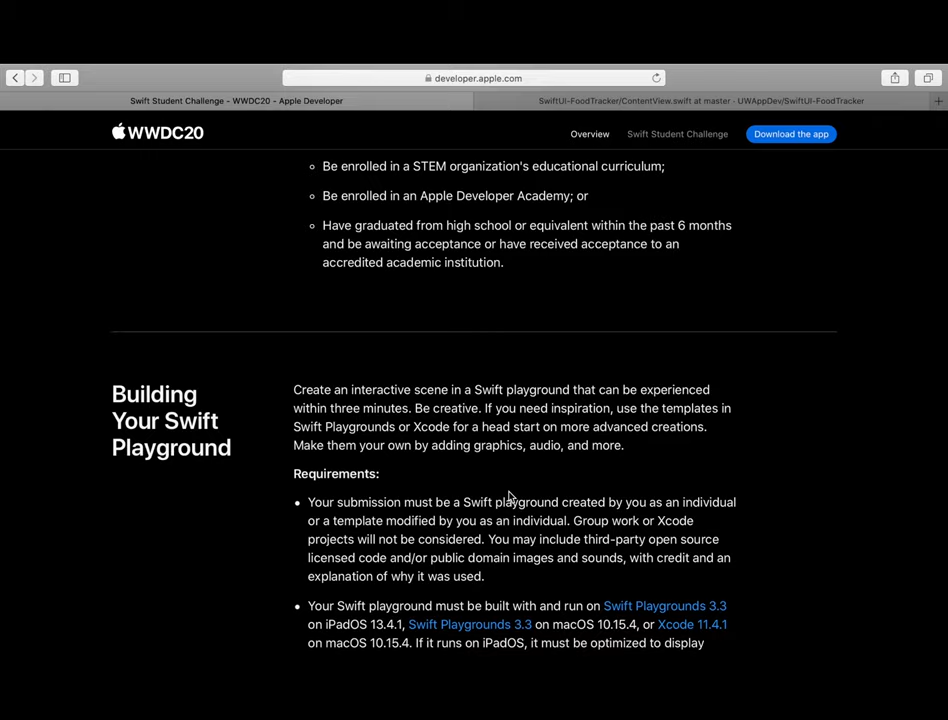 developer.apple.com
Swift Student Challenge - WWDC20 - Apple Developer
SwiftUI-FoodTracker/ContentView.swift at master · UWAppDev/SwiftUI-FoodTracker
WWDC20
Overview
Swift Student Challenge
Download the app
Be enrolled in a STEM organization's educational curriculum;
Be enrolled in an Apple Developer Academy; or
Have graduated from high school or equivalent within the past 6 months
and be awaiting acceptance or have received acceptance to an
accredited academic institution.
Building
Your Swift
Playground
Create an interactive scene in a Swift playground that can be experienced
within three minutes. Be creative. If you need inspiration, use the templates in
Swift Playgrounds or Xcode for a head start on more advanced creations.
Make them your own by adding graphics, audio, and more.
Requirements:
Your submission must be a Swift playground created by you as an individual
or a template modified by you as an individual. Group work or Xcode
projects will not be considered. You may include third-party open source
licensed code and/or public domain images and sounds, with credit and an
explanation of why it was used.
Your Swift playground must be built with and run on Swift Playgrounds 3.3
on iPadOS 13.4.1, Swift Playgrounds 3.3 on macOS 10.15.4, or Xcode 11.4.1
on macOS 10.15.4. If it runs on iPadOS, it must be optimized to display